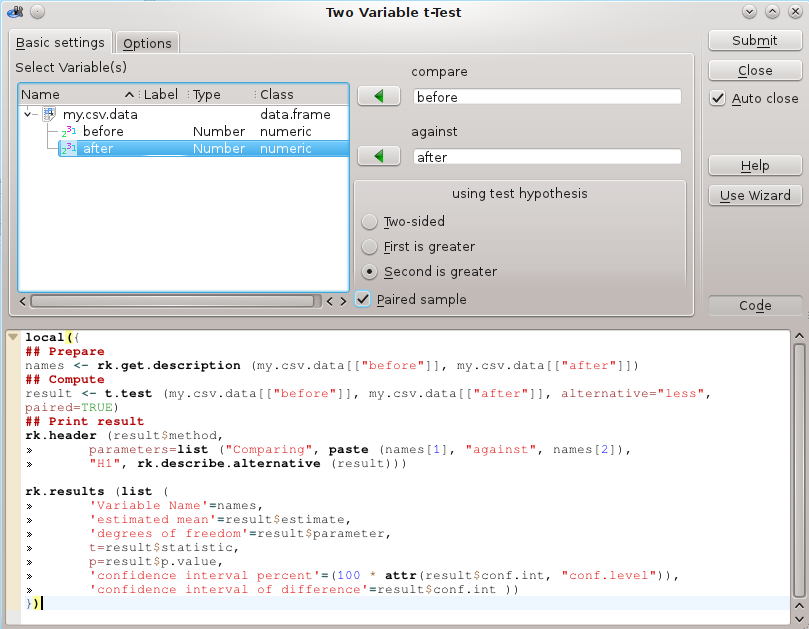 Two Variable t-Test
Basic settings
Options
Submit
Close
Auto close
Help
Use Wizard
Code
Select Variable(s)
Name Label Type Class
my.csv.data data.frame
before Number numeric
after Number numeric
compare
before
against
after
using test hypothesis
Two-sided
First is greater
Second is greater
Paired sample
local({
## Prepare
names <- rk.get.description (my.csv.data[["before"]], my.csv.data[["after"]])
## Compute
result <- t.test (my.csv.data[["before"]], my.csv.data[["after"]], alternative="less",
paired=TRUE)
## Print result
rk.header (result$method,
» parameters=list ("Comparing", paste (names[1], "against", names[2]),
» "H1", rk.describe.alternative (result)))
rk.results (list (
» 'Variable Name'=names,
» 'estimated mean'=result$estimate,
» 'degrees of freedom'=result$parameter,
» t=result$statistic,
» p=result$p.value,
» 'confidence interval percent'=(100 * attr(result$conf.int, "conf.level")),
» 'confidence interval of difference'=result$conf.int ))
})